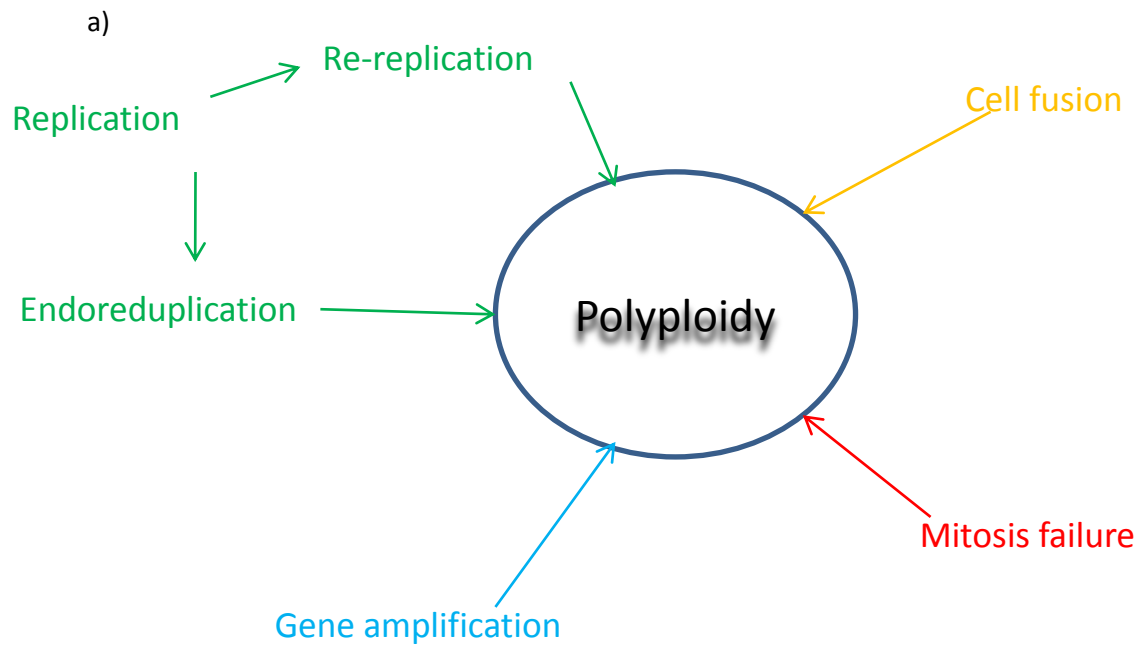 a)
Re-replication
Cell fusion
Replication
Endoreduplication
Polyploidy
Mitosis failure
Gene amplification